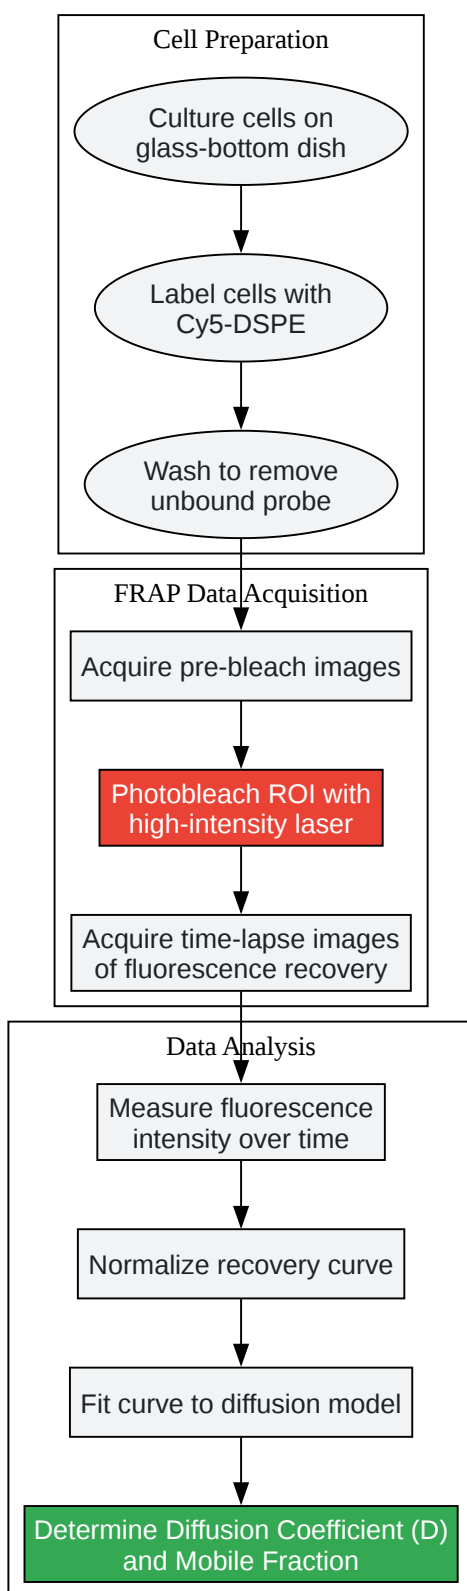 Cell Preparation
Culture cells on
glass-bottom dish
Label cells with
Cy5-DSPE
Wash to remove
unbound probe
FRAP Data Acquisition
Acquire pre-bleach images
Photobleach ROI with
high-intensity laser
Acquire time-lapse images
of fluorescence recovery
Data Analysis
Measure fluorescence
intensity over time
Normalize recovery curve
Fit curve to diffusion model
Determine Diffusion Coefficient (D)
and Mobile Fraction